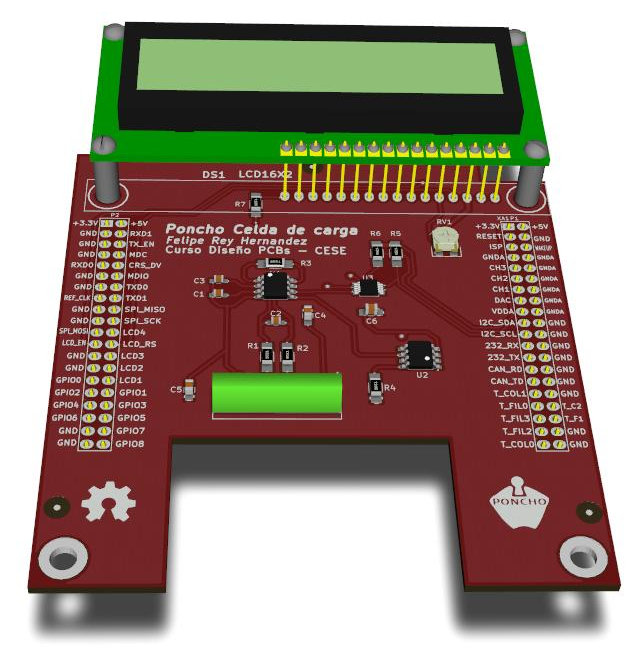 DS1 LCD16X2
R7
P2
XA1 P1
+3.3V +5V
GND RXD1
GND TX_EN
GND MDC
RXD0 CRS_DV
GND MDIO
GND TXD0
REF_CLK TXD1
GND SPI_MISO
GND SPI_SCK
SPI_MOSI LCD4
LCD_EN LCD_RS
GND LCD3
GND LCD2
GPIO0 LCD1
GPIO2 GPIO1
GPIO4 GPIO3
GPIO6 GPIO5
GND GPIO7
GND GPIO8
Poncho Celda de carga
Felipe Rey Hernandez
Curso Diseño PCBs – CESE
R6 R5
RV1
R3
C3
C1
C2
C4
C6
R1
R2
U2
C5
R4
+3.3V +5V
RESET GND
ISP WKUP
GNDA GNDA
CH3 GNDA
CH2 GNDA
CH1 GNDA
DAC GNDA
VDDA GNDA
I2C_SDA GND
I2C_SCL GND
232_RX GND
232_TX GND
CAN_RD GND
CAN_TD GND
T_COL1 GND
T_FIL0 T_C2
T_FIL3 T_F1
T_FIL2 GND
T_COL0 GND
PONCHO